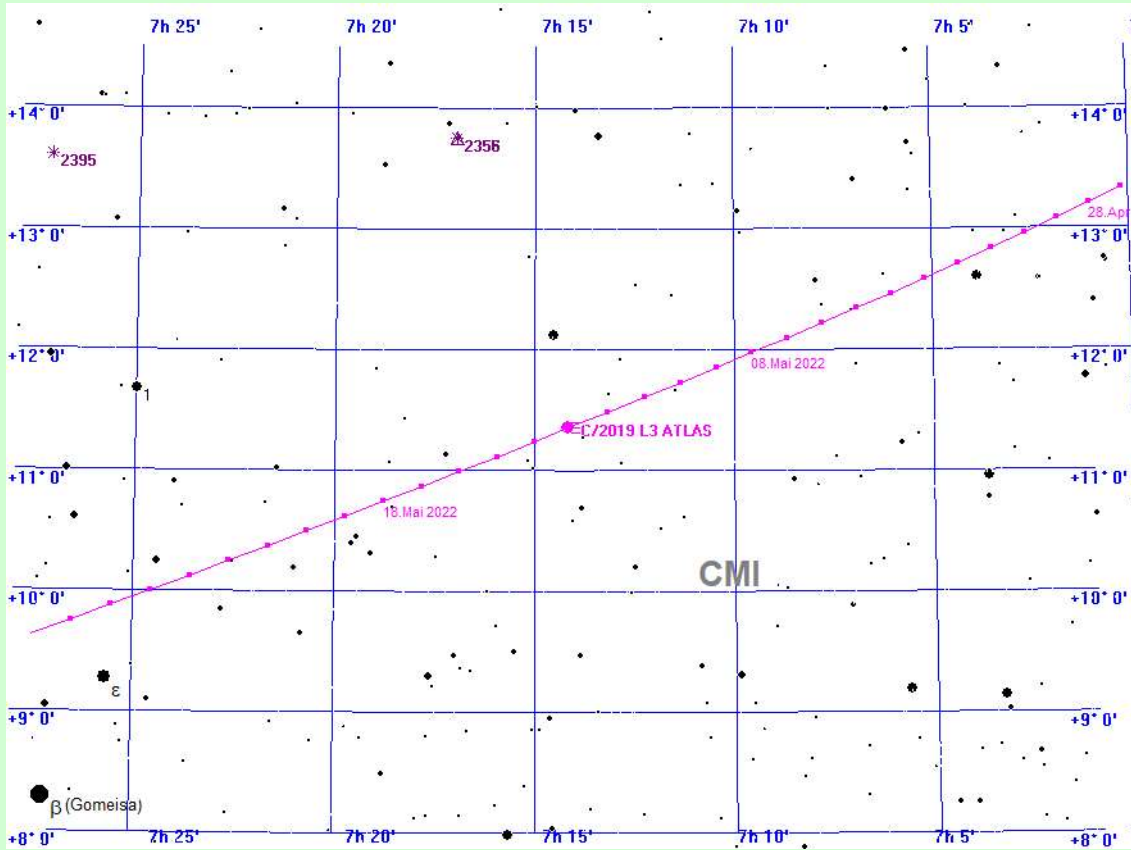 7h 25' 7h 20' 7h 15' 7h 10' 7h 5'
+14° 0' +14° 0'
2395 2356
+13° 0' 28.Apr +13° 0'
+12° 0' +12° 0'
08.Mai 2022
1
C/2019 L3 ATLAS
+11° 0' +11° 0'
18.Mai 2022
CMI
+10° 0' +10° 0'
ε
+9° 0' +9° 0'
β (Gomeisa)
+8° 0' 7h 25' 7h 20' 7h 15' 7h 10' 7h 5' +8° 0'